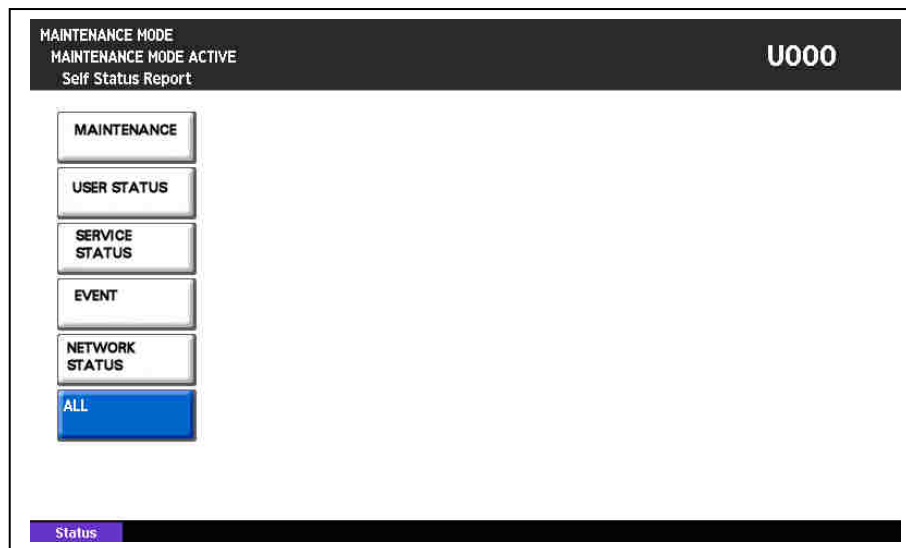 MAINTENANCE MODE
MAINTENANCE MODE ACTIVE
Self Status Report
U000
MAINTENANCE
USER STATUS
SERVICE
STATUS
EVENT
NETWORK
STATUS
ALL
Status